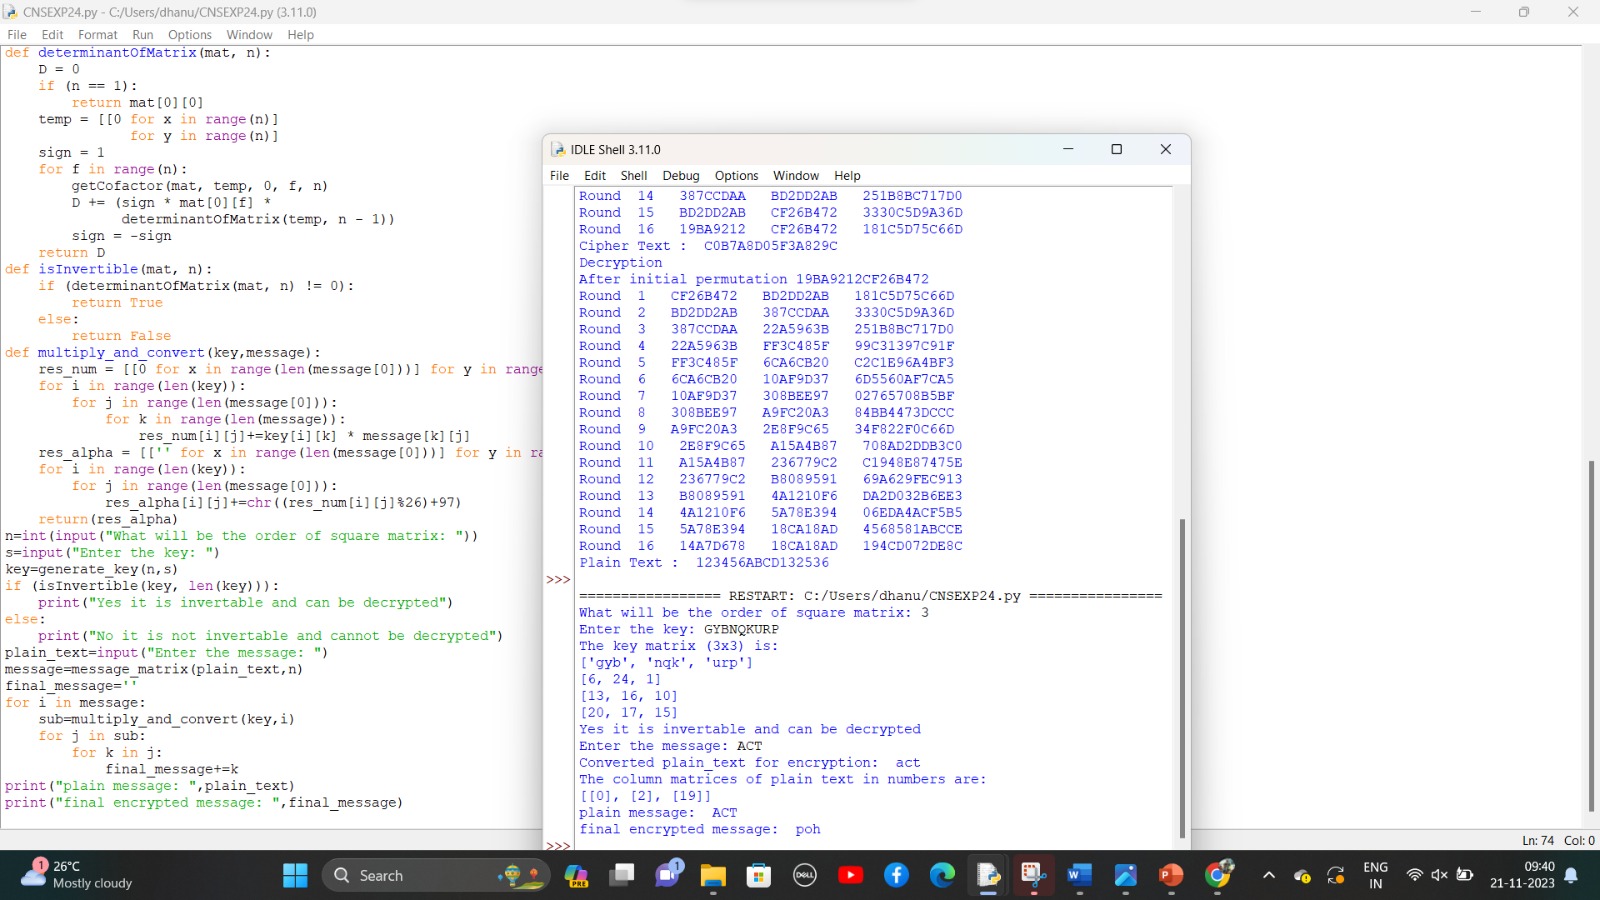 CNSEXP24.py - C:/Users/dhanu/CNSEXP24.py (3.11.0)
File Edit Format Run Options Window Help
def determinantOfMatrix(mat, n):
    D = 0
    if (n == 1):
        return mat[0][0]
    temp = [[0 for x in range(n)]
               for y in range(n)]
    sign = 1
    for f in range(n):
        getCofactor(mat, temp, 0, f, n)
        D += (sign * mat[0][f] *
              determinantOfMatrix(temp, n - 1))
        sign = -sign
    return D
def isInvertible(mat, n):
    if (determinantOfMatrix(mat, n) != 0):
        return True
    else:
        return False
def multiply_and_convert(key,message):
    res_num = [[0 for x in range(len(message[0]))] for y in range
    for i in range(len(key)):
        for j in range(len(message[0])):
            for k in range(len(message)):
                res_num[i][j]+=key[i][k] * message[k][j]
    res_alpha = [['' for x in range(len(message[0]))] for y in ra
    for i in range(len(key)):
        for j in range(len(message[0])):
            res_alpha[i][j]+=chr((res_num[i][j]%26)+97)
    return(res_alpha)
n=int(input("What will be the order of square matrix: "))
s=input("Enter the key: ")
key=generate_key(n,s)
if (isInvertible(key, len(key))):
    print("Yes it is invertable and can be decrypted")
else:
    print("No it is not invertable and cannot be decrypted")
plain_text=input("Enter the message: ")
message=message_matrix(plain_text,n)
final_message=''
for i in message:
    sub=multiply_and_convert(key,i)
    for j in sub:
        for k in j:
            final_message+=k
print("plain message: ",plain_text)
print("final encrypted message: ",final_message)
IDLE Shell 3.11.0
File Edit Shell Debug Options Window Help
Round 14 387CCDAA BD2DD2AB 251B8BC717D0
Round 15 BD2DD2AB CF26B472 3330C5D9A36D
Round 16 19BA9212 CF26B472 181C5D75C66D
Cipher Text : C0B7A8D05F3A829C
Decryption
After initial permutation 19BA9212CF26B472
Round 1 CF26B472 BD2DD2AB 181C5D75C66D
Round 2 BD2DD2AB 387CCDAA 3330C5D9A36D
Round 3 387CCDAA 22A5963B 251B8BC717D0
Round 4 22A5963B FF3C485F 99C31397C91F
Round 5 FF3C485F 6CA6CB20 C2C1E96A4BF3
Round 6 6CA6CB20 10AF9D37 6D5560AF7CA5
Round 7 10AF9D37 308BEE97 02765708B5BF
Round 8 308BEE97 A9FC20A3 84BB4473DCCC
Round 9 A9FC20A3 2E8F9C65 34F822F0C66D
Round 10 2E8F9C65 A15A4B87 708AD2DDB3C0
Round 11 A15A4B87 236779C2 C1948E87475E
Round 12 236779C2 B8089591 69A629FEC913
Round 13 B8089591 4A1210F6 DA2D032B6EE3
Round 14 4A1210F6 5A78E394 06EDA4ACF5B5
Round 15 5A78E394 18CA18AD 4568581ABCCE
Round 16 14A7D678 18CA18AD 194CD072DE8C
Plain Text : 123456ABCD132536
>>>
================= RESTART: C:/Users/dhanu/CNSEXP24.py ================
What will be the order of square matrix: 3
Enter the key: GYBNQKURP
The key matrix (3x3) is:
['gyb', 'nqk', 'urp']
[6, 24, 1]
[13, 16, 10]
[20, 17, 15]
Yes it is invertable and can be decrypted
Enter the message: ACT
Converted plain_text for encryption: act
The column matrices of plain text in numbers are:
[[0], [2], [19]]
plain message: ACT
final encrypted message: poh
>>>
Ln: 74 Col: 0
1
26°C
Mostly cloudy
Search
PRE
1
DELL
ENG
IN
09:40
21-11-2023